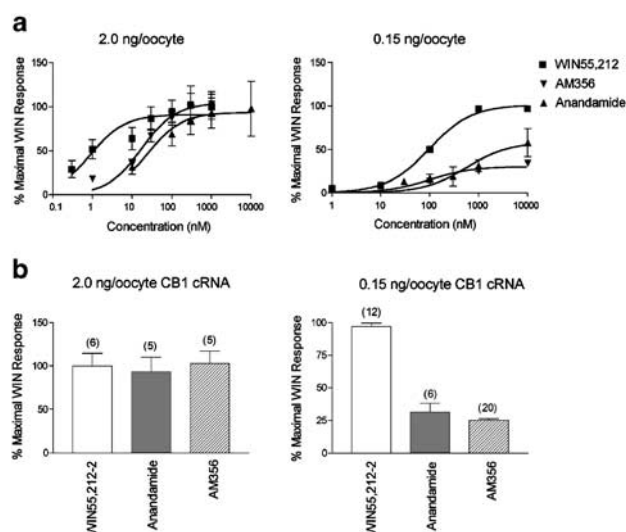 a
2.0 ng/oocyte
0.15 ng/oocyte
WIN55,212
AM356
Anandamide
% Maximal WIN Response
150
100
50
0
0.1
1
10
100
1000
10000
Concentration (nM)
% Maximal WIN Response
150
100
50
0
1
10
100
1000
10000
Concentration (nM)
b
2.0 ng/oocyte CB1 cRNA
0.15 ng/oocyte CB1 cRNA
% Maximal WIN Response
150
100
50
0
(6)
(5)
(5)
WIN55,212-2
Anandamide
AM356
% Maximal WIN Response
100
75
50
25
0
(12)
(6)
(20)
WIN55,212-2
Anandamide
AM356